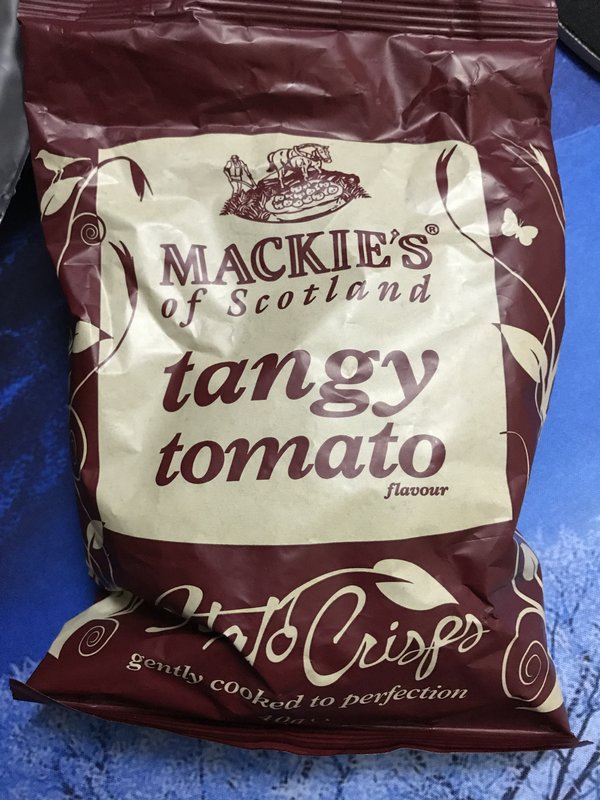 MACKIE'S®
of Scotland
tangy
tomato
flavour
Crisps
gently cooked to perfection